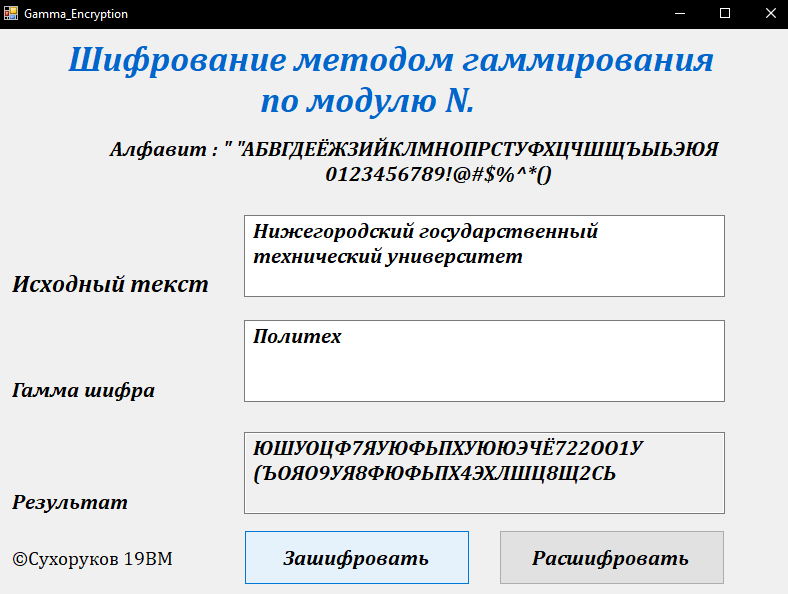 Gamma_Encryption
Шифрование методом гаммирования
по модулю N.
Алфавит : " "АБВГДЕЁЖЗИЙКЛМНОПРСТУФХЦЧШЩЪЫЬЭЮЯ
0123456789!@#$%^*()
Нижегородский государственный
технический университет
Исходный текст
Политех
Гамма шифра
ЮШУОЦФ7ЯУЮФЬПХУЮЮЭЧЁ722ОО1У
(ЪОЯО9УЯ8ФЮФЬПХ4ЭХЛШЦ8Щ2СЬ
Результат
©Сухоруков 19ВМ
Зашифровать
Расшифровать